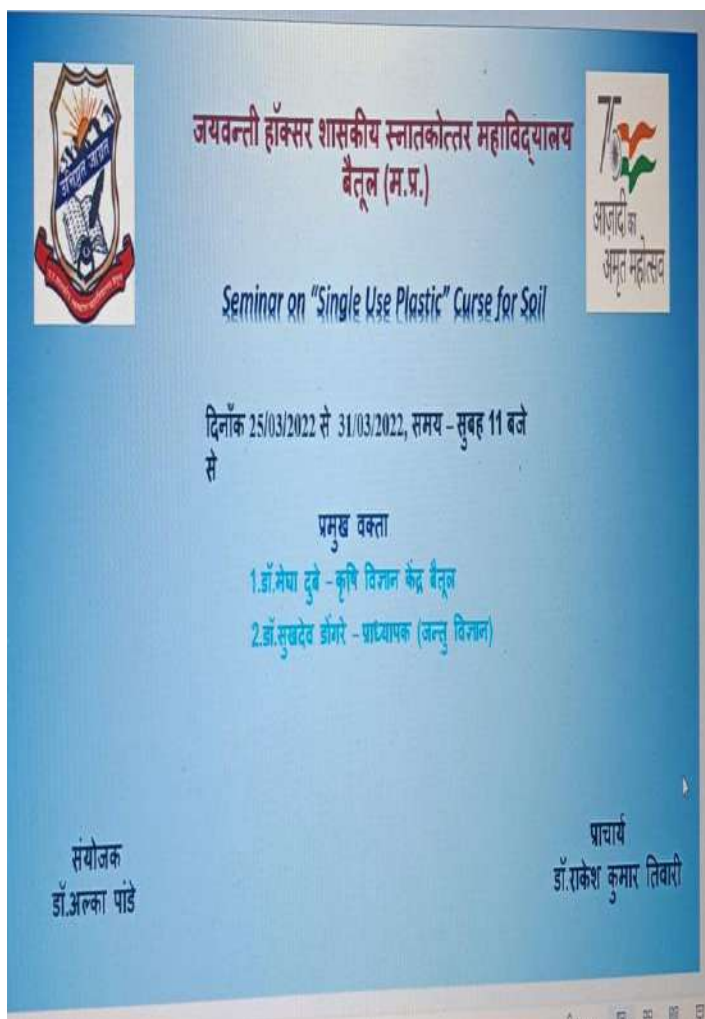 जयवन्ती हॉक्सर शासकीय स्नातकोत्तर महाविद्यालय
बैतूल (म.प्र.)
75
आज़ादी का
अमृत महोत्सव
Seminar on “Single Use Plastic” Curse for Soil
दिनॉक 25/03/2022 से 31/03/2022, समय – सुबह 11 बजे
से
प्रमुख वक्ता
1.डॉ.मेघा दुबे – कृषि विज्ञान केंद्र बैतूल
2.डॉ.सुखदेव डोंगरे – प्राध्यापक (जन्तु विज्ञान)
संयोजक
डॉ.अल्का पांडे
प्राचार्य
डॉ.राकेश कुमार तिवारी